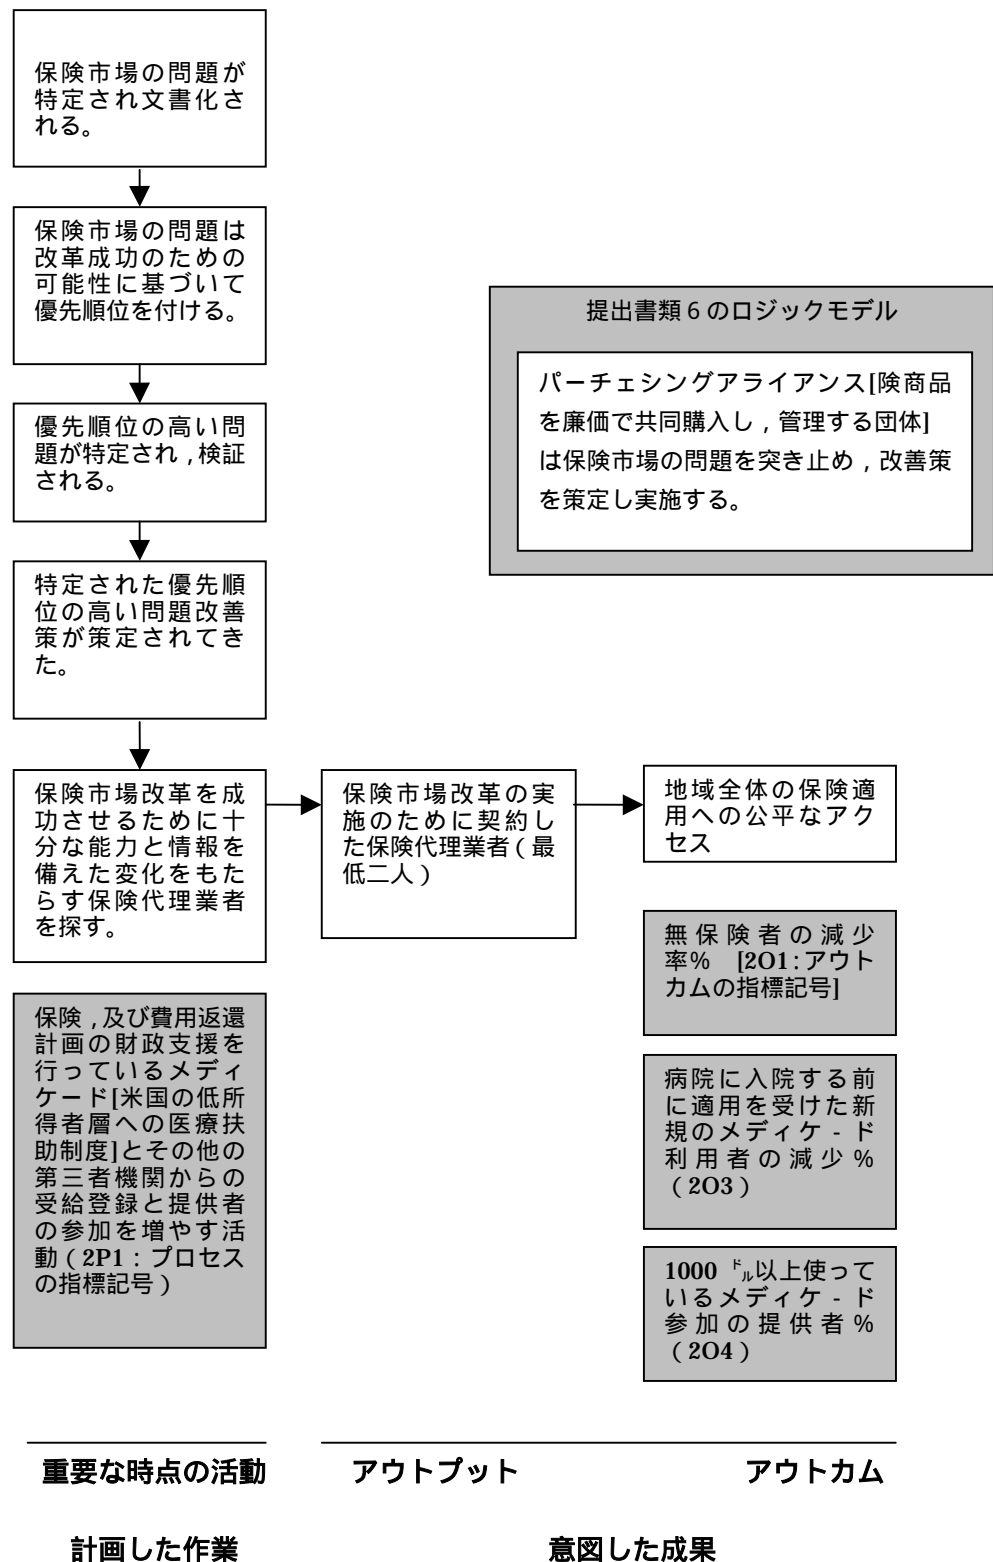 保険市場の問題が
特定され文書化さ
れる。
保険市場の問題は
改革成功のための
可能性に基づいて
優先順位を付ける。
提出書類6のロジックモデル
パーチェシングアライアンス[険商品
を廉価で共同購入し,管理する団体]
は保険市場の問題を突き止め,改善策
を策定し実施する。
優先順位の高い問
題が特定され,検証
される。
特定された優先順
位の高い問題改善
策が策定されてき
た。
保険市場改革を成
功させるために十
分な能力と情報を
備えた変化をもた
らす保険代理業者
を探す。
保険市場改革の実
施のために契約し
た保険代理業者(最
低二人)
地域全体の保険適
用への公平なアク
セス
無保険者の減少
率% [2O1:アウト
カムの指標記号]
保険,及び費用返還
計画の財政支援を
行っているメディ
ケード[米国の低所
得者層への医療扶
助制度]とその他の
第三者機関からの
受給登録と提供者
の参加を増やす活
動(2P1:プロセス
の指標記号)
病院に入院する前
に適用を受けた新
規のメディケ-ド
利用者の減少%
(2O3)
1000 ドル以上使って
いるメディケ-ド
参加の提供者%
(2O4)
重要な時点の活動 アウトプット アウトカム
計画した作業 意図した成果